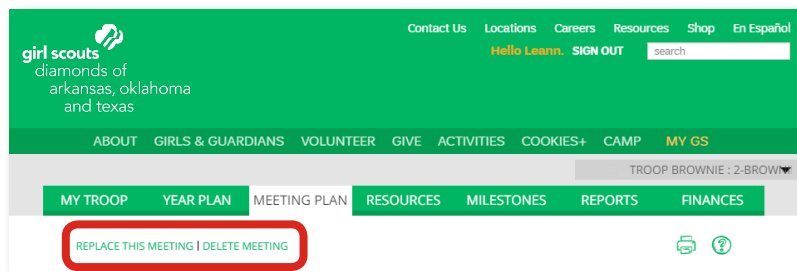 Contact Us Locations Careers Resources Shop En Español
Hello Leann. SIGN OUT search
girl scouts
diamonds of
arkansas, oklahoma
and texas
ABOUT GIRLS & GUARDIANS VOLUNTEER GIVE ACTIVITIES COOKIES+ CAMP MY GS
TROOP BROWNIE : 2-BROWNI
MY TROOP YEAR PLAN MEETING PLAN RESOURCES MILESTONES REPORTS FINANCES
REPLACE THIS MEETING | DELETE MEETING
?